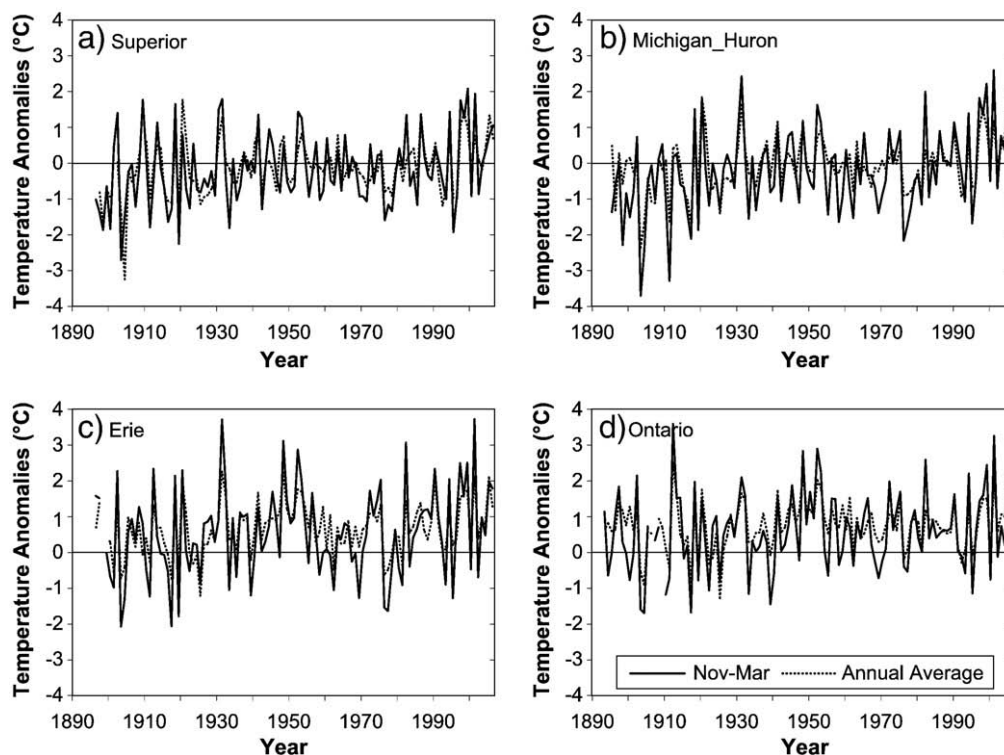 a) Superior
Temperature Anomalies (°C)
4
3
2
1
0
-1
-2
-3
-4
1890 1910 1930 1950 1970 1990
Year
b) Michigan_Huron
Temperature Anomalies (°C)
4
3
2
1
0
-1
-2
-3
-4
1890 1910 1930 1950 1970 1990
Year
c) Erie
Temperature Anomalies (°C)
4
3
2
1
0
-1
-2
-3
-4
1890 1910 1930 1950 1970 1990
Year
d) Ontario
Temperature Anomalies (°C)
4
3
2
1
0
-1
-2
-3
-4
Nov-Mar Annual Average
1890 1910 1930 1950 1970 1990
Year